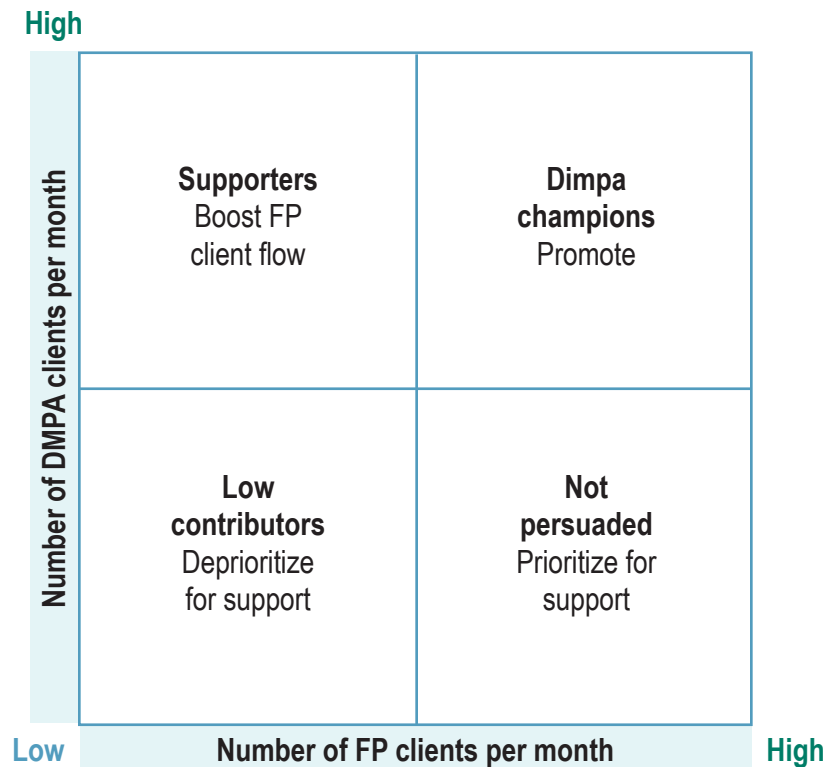 High
Number of DMPA clients per month
Supporters
Boost FP
client flow
Dimpa
champions
Promote
Low
contributors
Deprioritize
for support
Not
persuaded
Prioritize for
support
Low
Number of FP clients per month
High